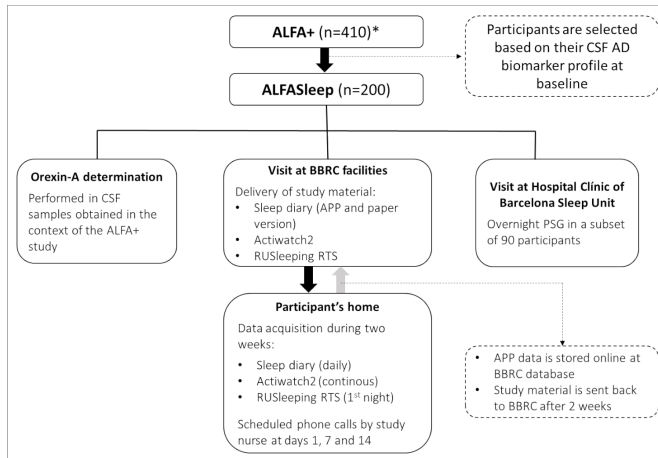 ALFA+ (n=410)*
Participants are selected
based on their CSF AD
biomarker profile at
baseline
ALFASleep (n=200)
Orexin-A determination
Performed in CSF
samples obtained in the
context of the ALFA+
study
Visit at BBRC facilities
Delivery of study material:
• Sleep diary (APP and paper
version)
• Actiwatch2
• RUSleeping RTS
Visit at Hospital Clínic of
Barcelona Sleep Unit
Overnight PSG in a subset
of 90 participants
Participant's home
Data acquisition during two
weeks:
• Sleep diary (daily)
• Actiwatch2 (continous)
• RUSleeping RTS (1st night)
Scheduled phone calls by study
nurse at days 1, 7 and 14
• APP data is stored online at
BBRC database
• Study material is sent back
to BBRC after 2 weeks